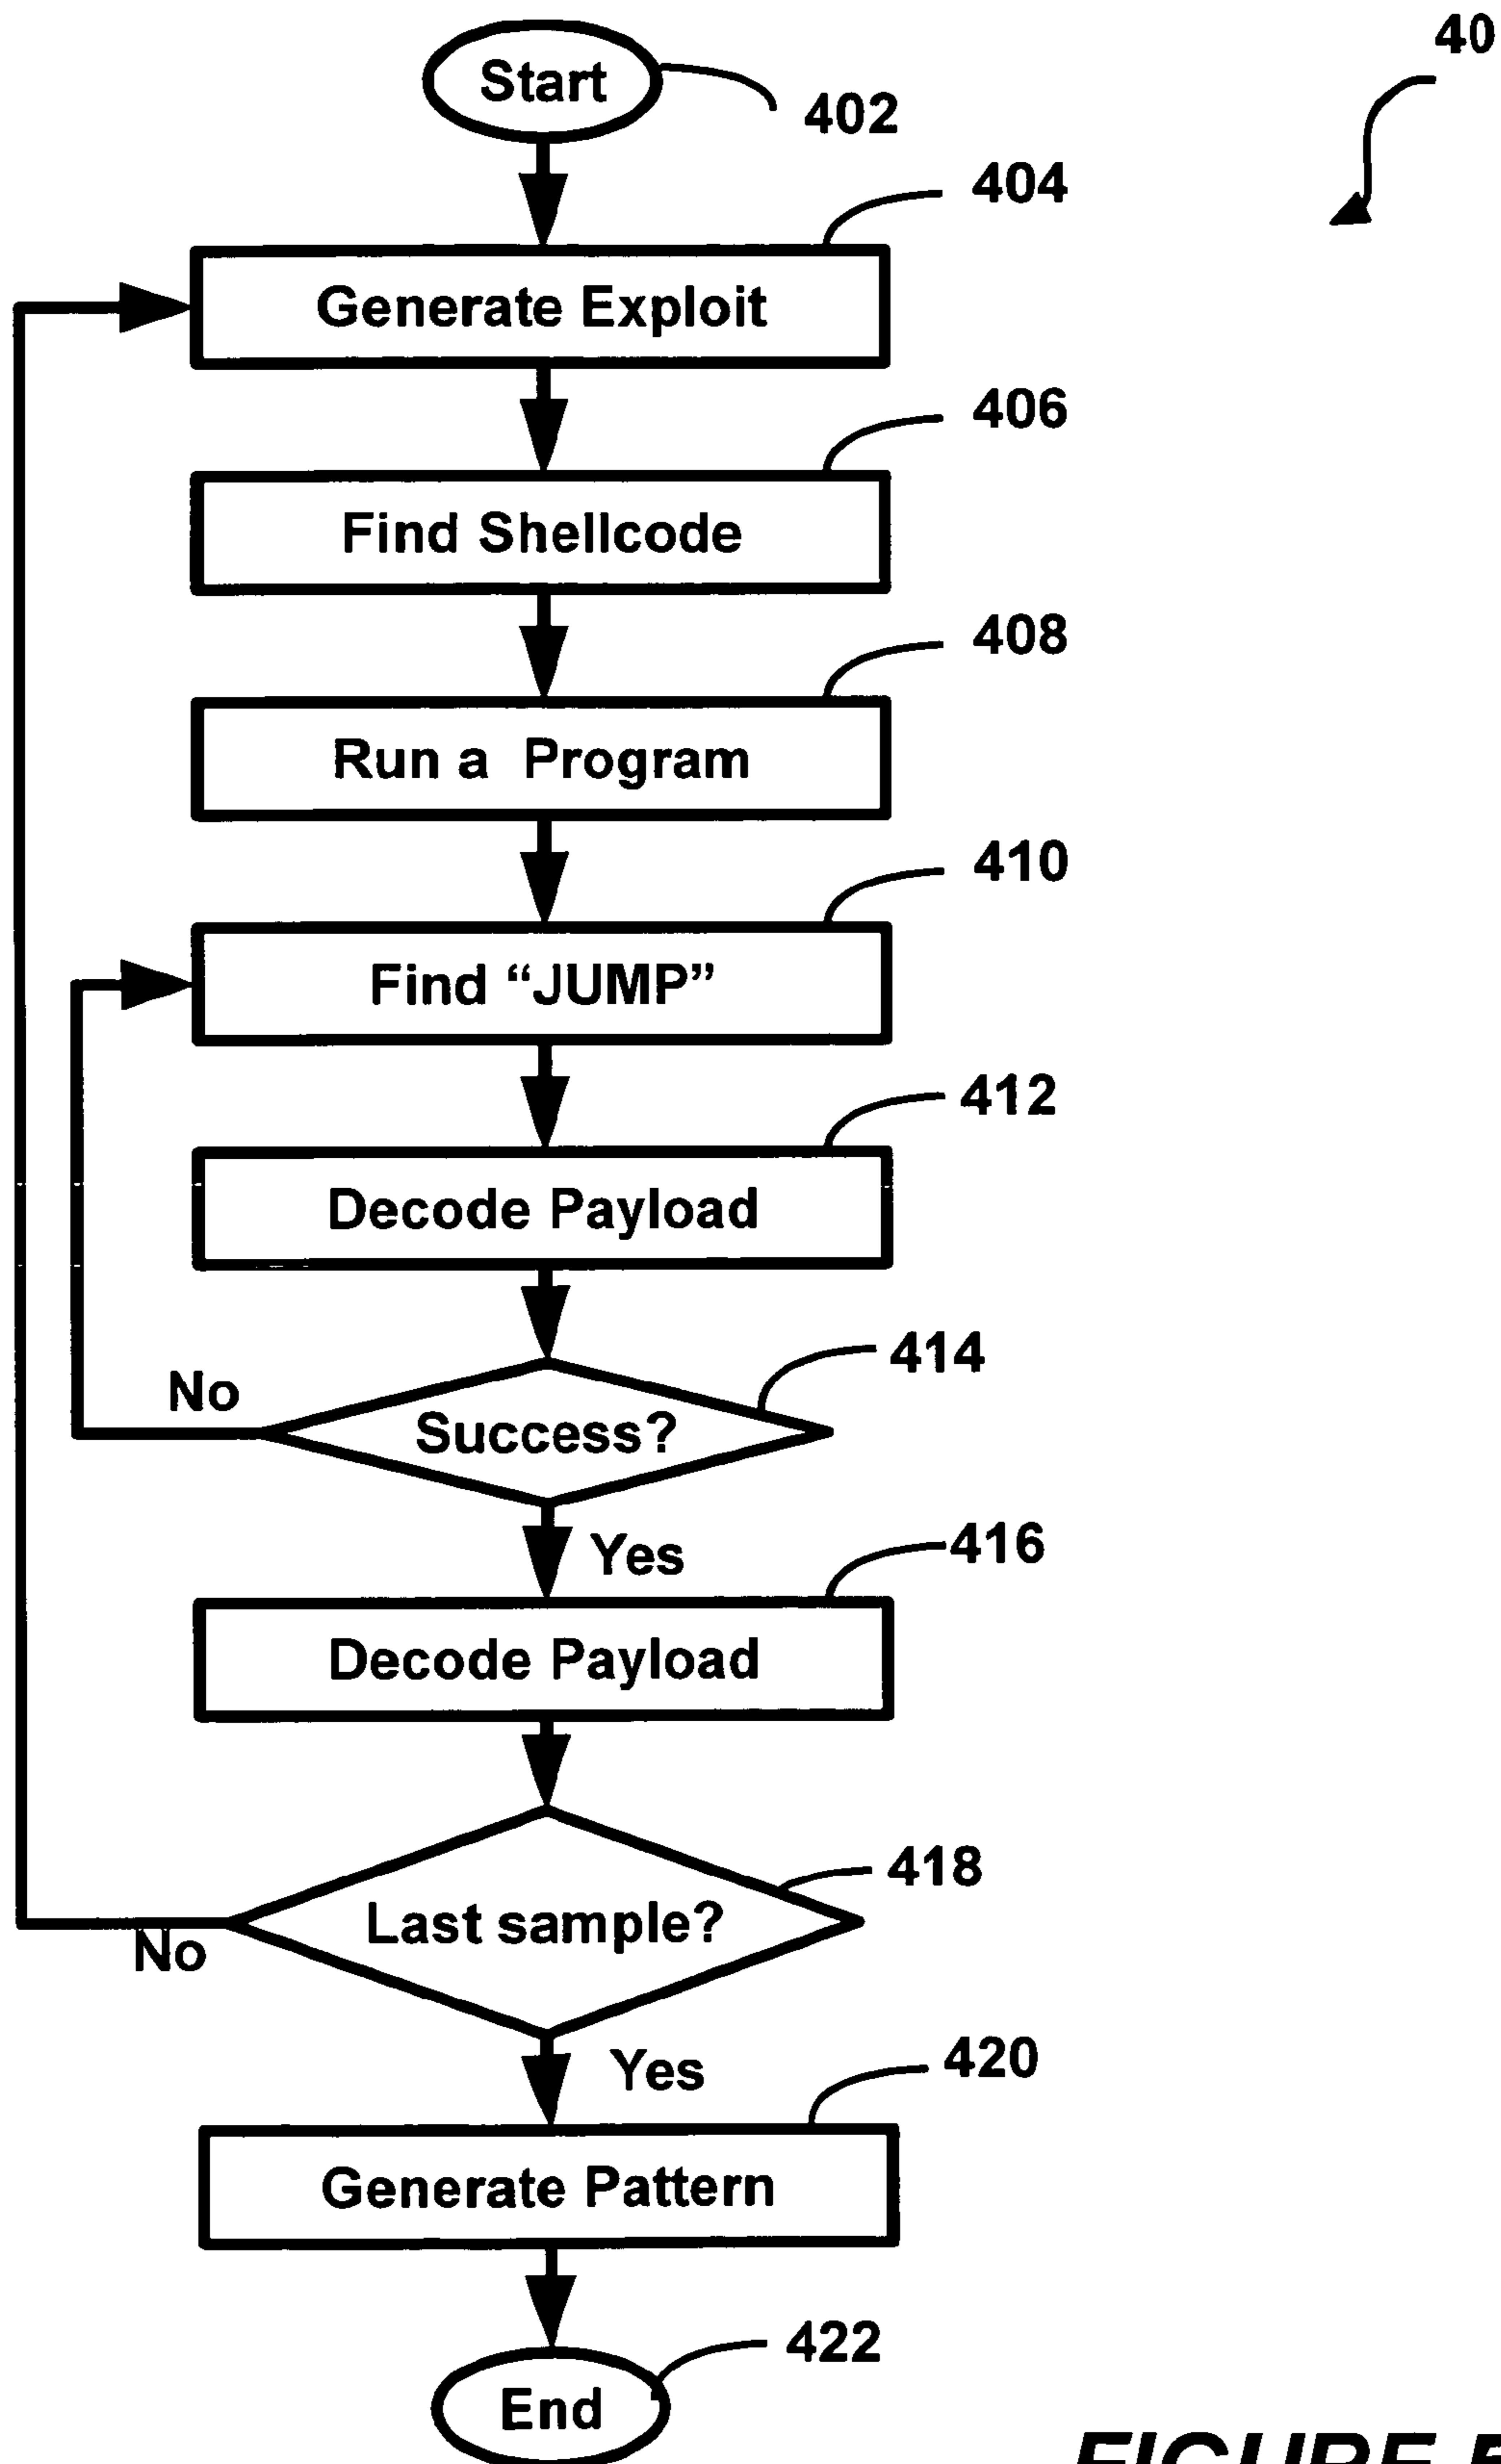 40
Start
402
404
Generate Exploit
406
Find Shellcode
408
Run a Program
410
Find “JUMP”
412
Decode Payload
414
No
Success?
Yes
416
Decode Payload
418
Last sample?
No
Yes
420
Generate Pattern
422
End
FIGURE